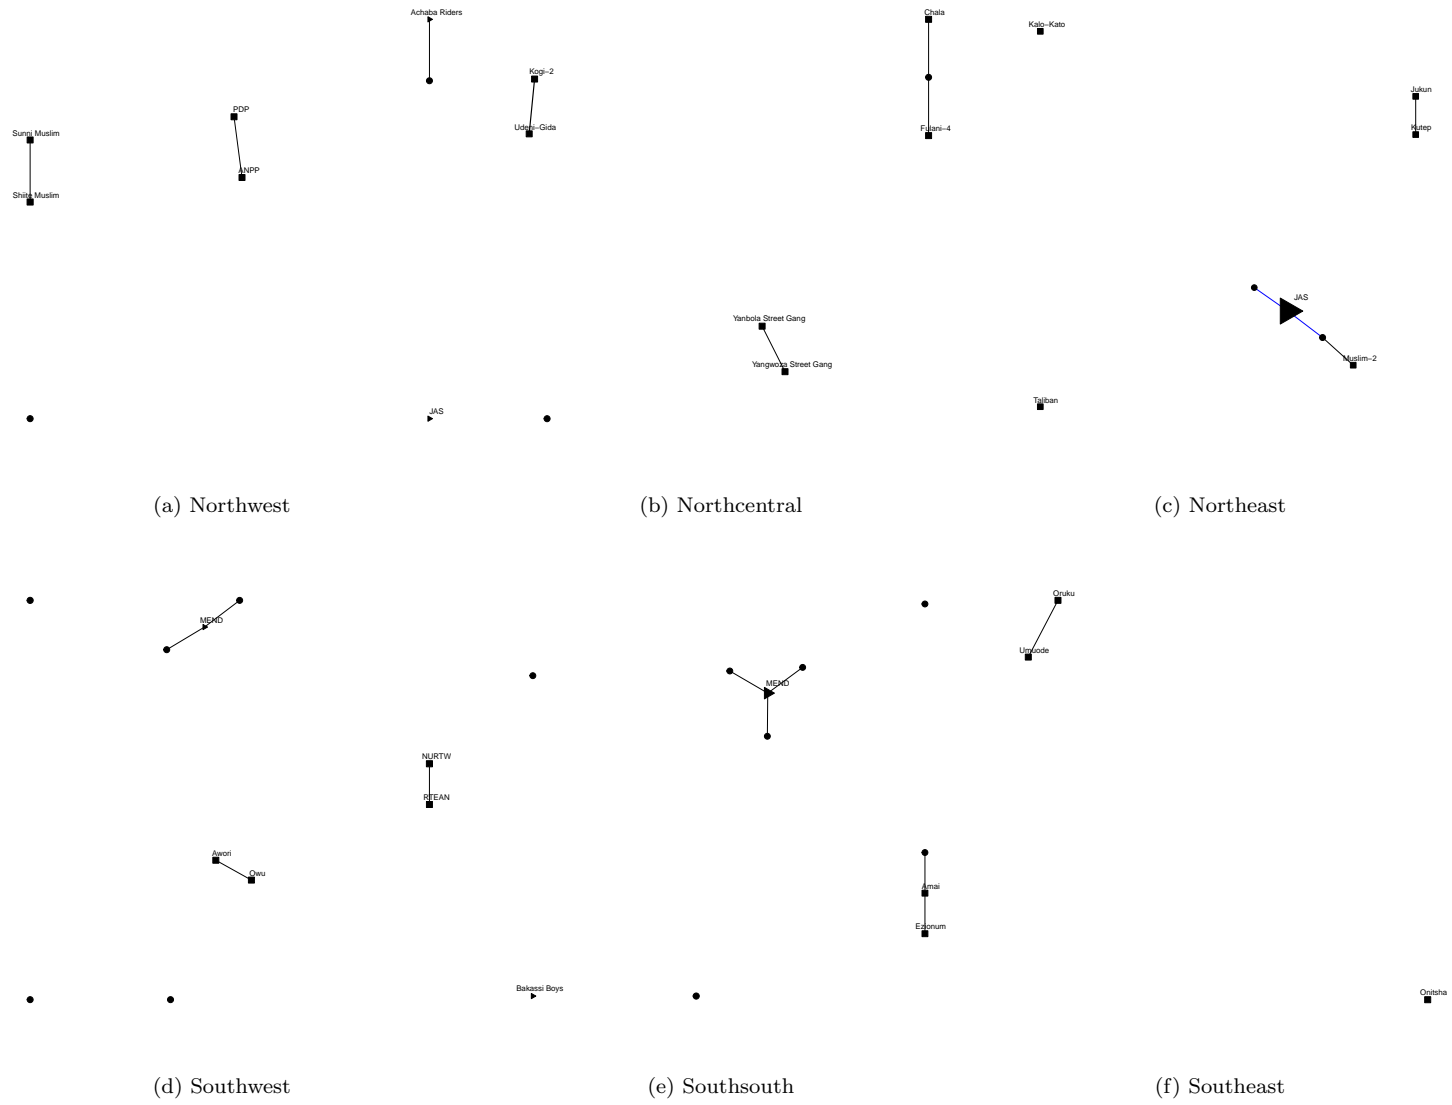 Achaba Riders
PDP
Sunni Muslim
ANPP
Shiite Muslim
JAS
(a) Northwest
Chala
Kogi–2
Udeni–Gida
Fulani–4
Yanbola Street Gang
Yangwoza Street Gang
(b) Northcentral
Kalo–Kato
Jukun
Kutep
JAS
Muslim–2
Taliban
(c) Northeast
MEND
NURTW
RTEAN
Awori
Owu
(d) Southwest
MEND
Amai
Ezionum
Bakassi Boys
(e) Southsouth
Oruku
Umuode
Onitsha
(f) Southeast